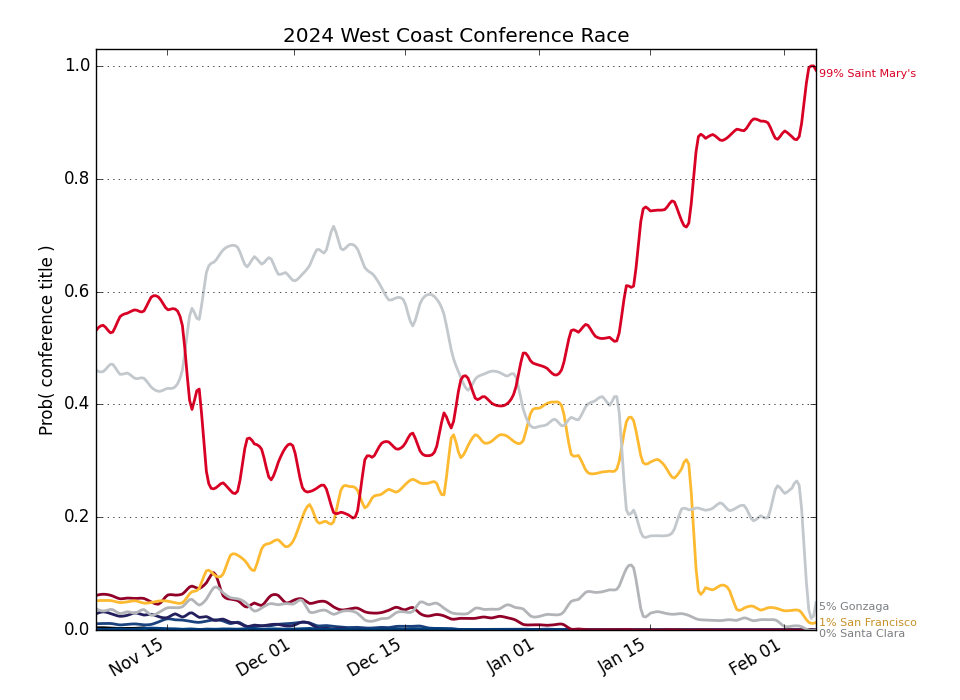 2024 West Coast Conference Race
Prob( conference title )
1.0
0.8
0.6
0.4
0.2
0.0
Nov 15
Dec 01
Dec 15
Jan 01
Jan 15
Feb 01
99% Saint Mary's
5% Gonzaga
1% San Francisco
0% Santa Clara